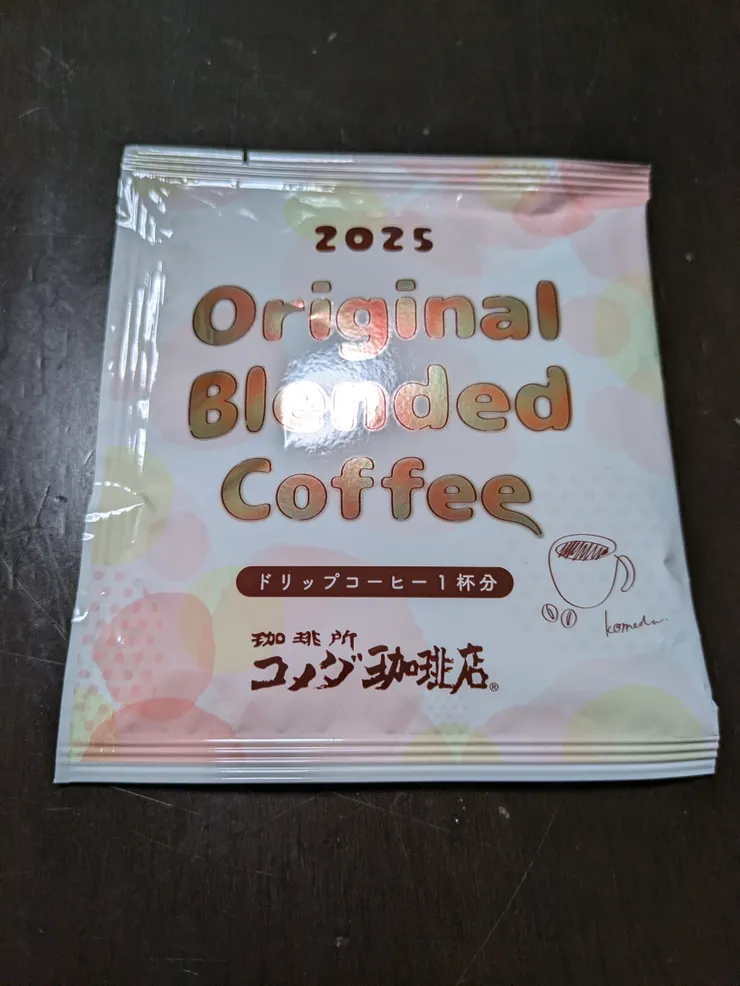 2025
Original
Blended
Coffee
ドリップコーヒー1杯分
komeda
珈琲所
コメダ珈琲店®